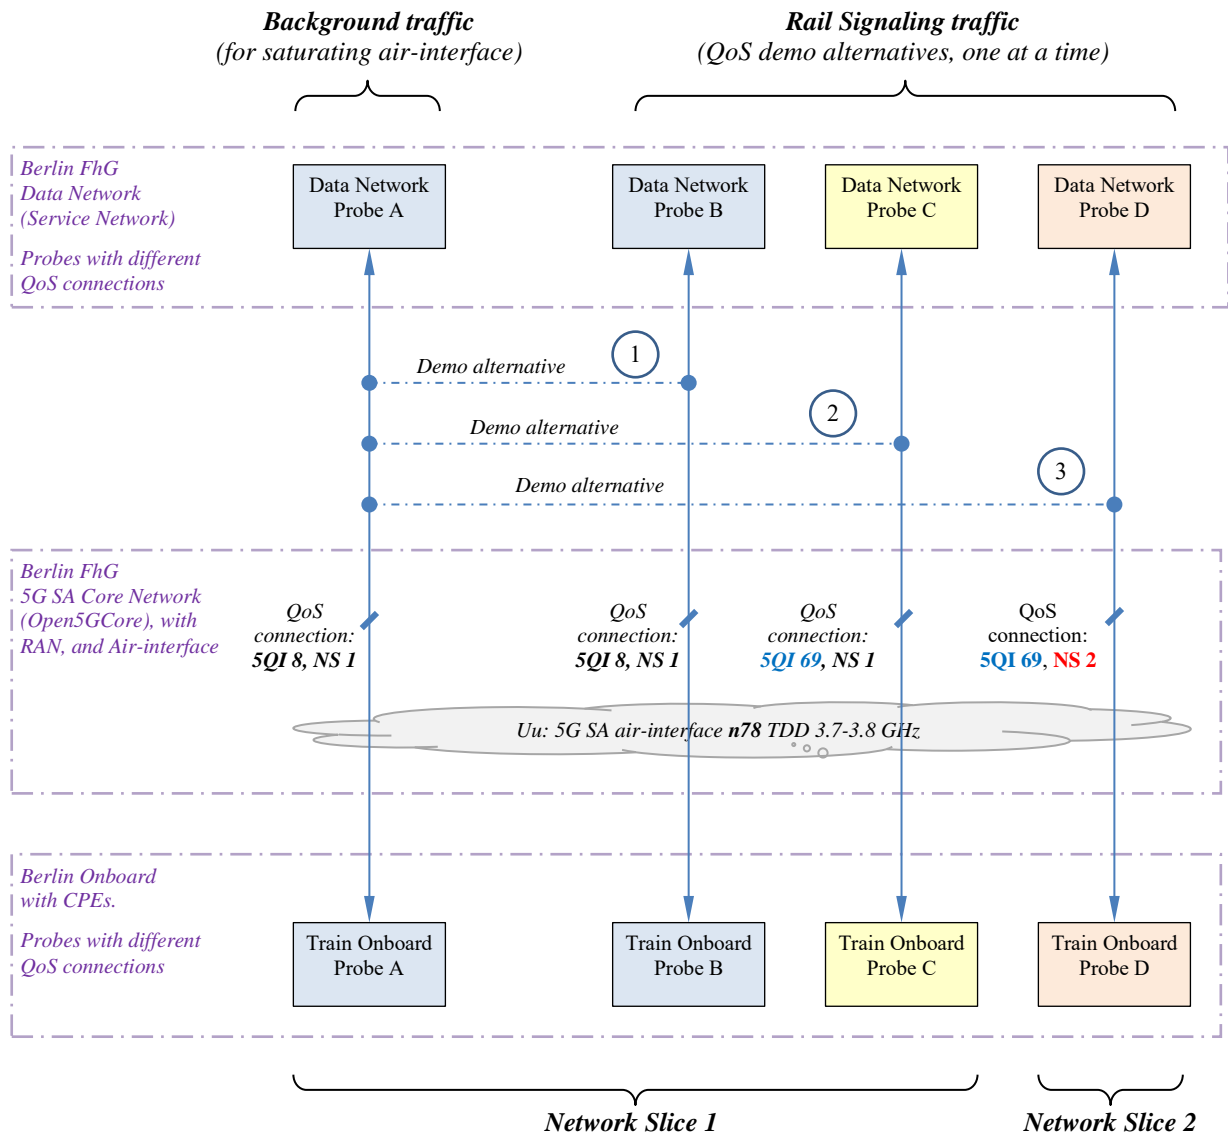 Background traffic
(for saturating air-interface)
Rail Signaling traffic
(QoS demo alternatives, one at a time)
Berlin FhG
Data Network
(Service Network)
Probes with different
QoS connections
Data Network
Probe A
Data Network
Probe B
Data Network
Probe C
Data Network
Probe D
1
Demo alternative
2
Demo alternative
3
Demo alternative
Berlin FhG
5G SA Core Network
(Open5GCore), with
RAN, and Air-interface
QoS
connection:
5QI 8, NS 1
QoS
connection:
5QI 8, NS 1
QoS
connection:
5QI 69, NS 1
QoS
connection:
5QI 69, NS 2
Uu: 5G SA air-interface n78 TDD 3.7-3.8 GHz
Berlin Onboard
with CPEs.
Probes with different
QoS connections
Train Onboard
Probe A
Train Onboard
Probe B
Train Onboard
Probe C
Train Onboard
Probe D
Network Slice 1
Network Slice 2